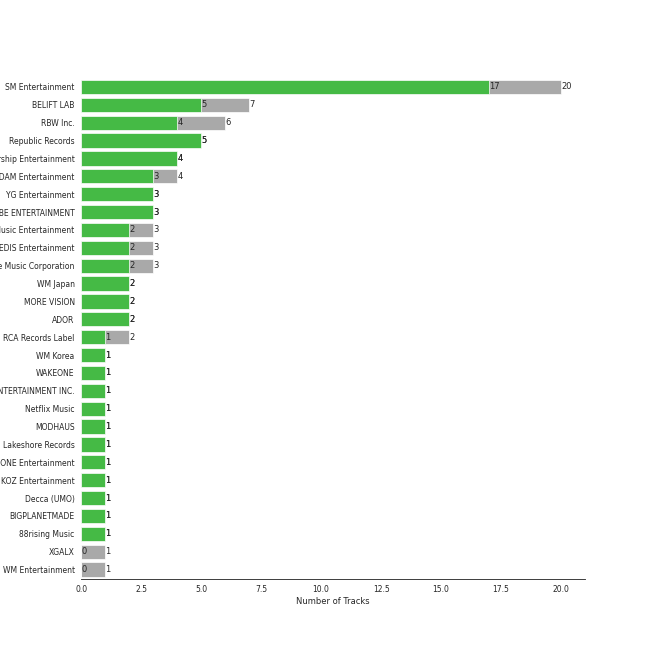 SM Entertainment 17 20
BELIFT LAB 5 7
RBW Inc. 4 6
Republic Records 5
rship Entertainment 4
DAM Entertainment 3 4
YG Entertainment 3
BE ENTERTAINMENT 3
usic Entertainment 2 3
EDIS Entertainment 2 3
e Music Corporation 2 3
WM Japan 2
MORE VISION 2
ADOR 2
RCA Records Label 1 2
WM Korea 1
WAKEONE 1
NTERTAINMENT INC. 1
Netflix Music 1
MODHAUS 1
Lakeshore Records 1
ONE Entertainment 1
KOZ Entertainment 1
Decca (UMO) 1
BIGPLANETMADE 1
88rising Music 1
XGALX 0 1
WM Entertainment 0 1
0.0 2.5 5.0 7.5 10.0 12.5 15.0 17.5 20.0
Number of Tracks